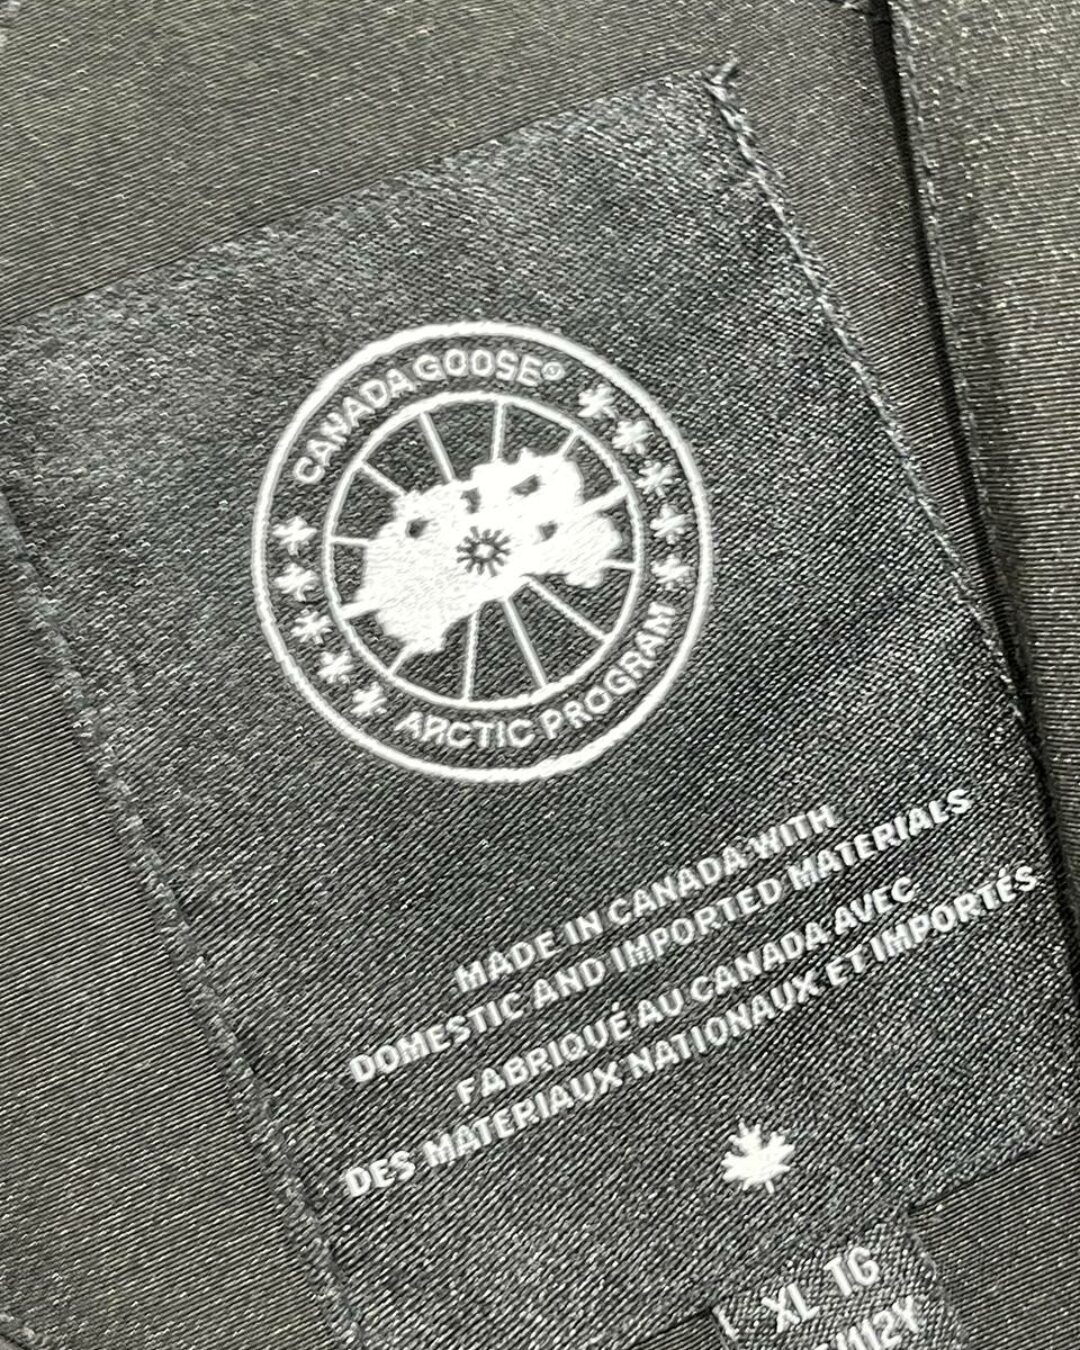 CANADA GOOSE®
ARCTIC PROGRAM
MADE IN CANADA WITH
DOMESTIC AND IMPORTED MATERIALS
FABRIQUÉ AU CANADA AVEC
DES MATERIAUX NATIONAUX ET IMPORTÉS
XL TG